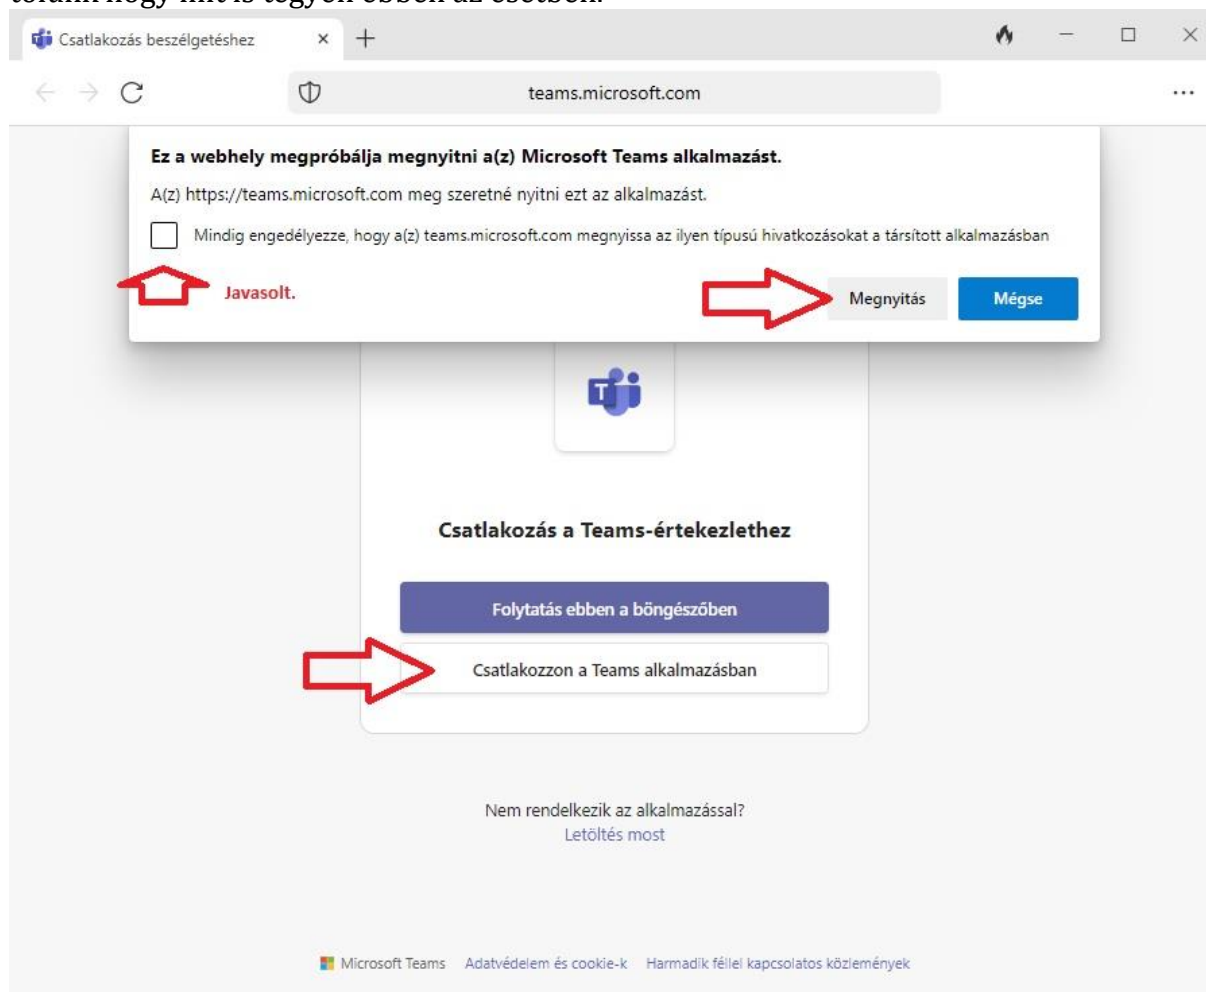 Csatlakozás beszélgetéshez
teams.microsoft.com
Ez a webhely megpróbálja megnyitni a(z) Microsoft Teams alkalmazást.
A(z) https://teams.microsoft.com meg szeretné nyitni ezt az alkalmazást.
Mindig engedélyezze, hogy a(z) teams.microsoft.com megnyissa az ilyen típusú hivatkozásokat a társított alkalmazásban
Javasolt.
Megnyitás Mégse
T
Csatlakozás a Teams-értekezlethez
Folytatás ebben a böngészőben
Csatlakozzon a Teams alkalmazásban
Nem rendelkezik az alkalmazással?
Letöltés most
Microsoft Teams Adatvédelem és cookie-k Harmadik féllel kapcsolatos közlemények